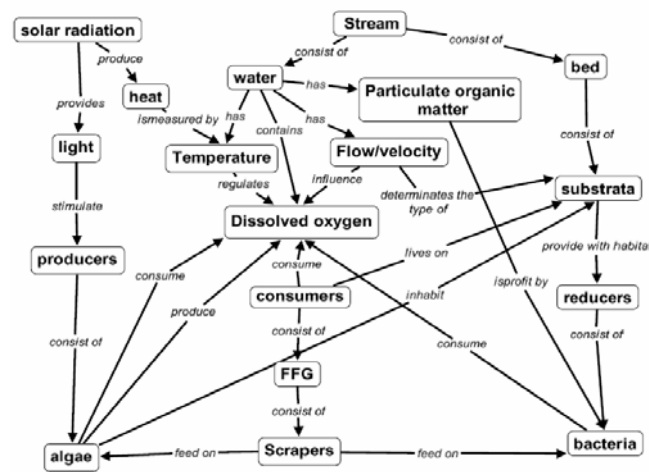 solar radiation
Stream
produce
consist of
consist of
water
bed
heat
has
Particulate organic
matter
provides
ismeasured by
has
contains
has
consist of
light
Temperature
Flow/velocity
regulates
influence
determinates the
type of
substrata
stimulate
Dissolved oxygen
producers
consume
consume
lives on
provide with habitat
produce
consumers
inhabit
isprofit by
reducers
consist of
consist of
consume
consist of
FFG
consist of
algae
feed on
Scrapers
feed on
bacteria